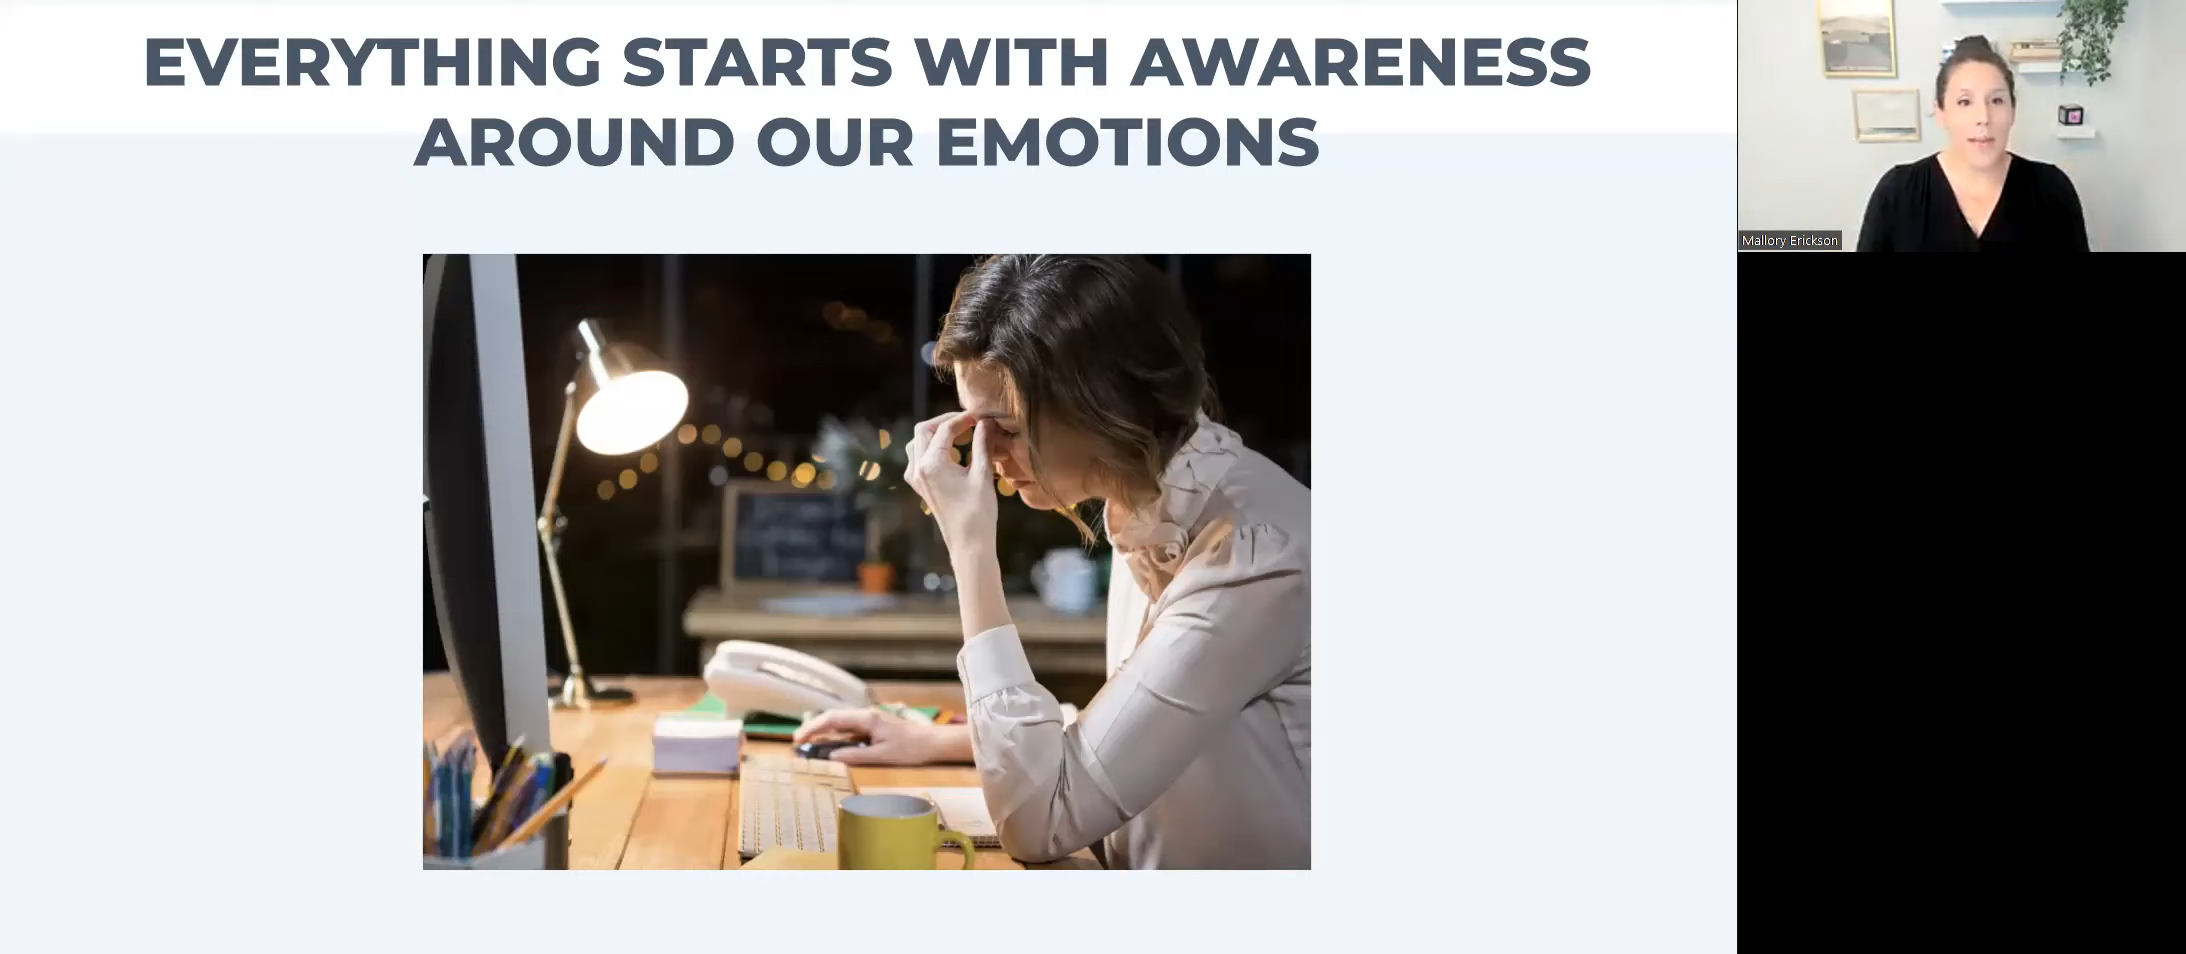 EVERYTHING STARTS WITH AWARENESS
AROUND OUR EMOTIONS
Mallory Erickson